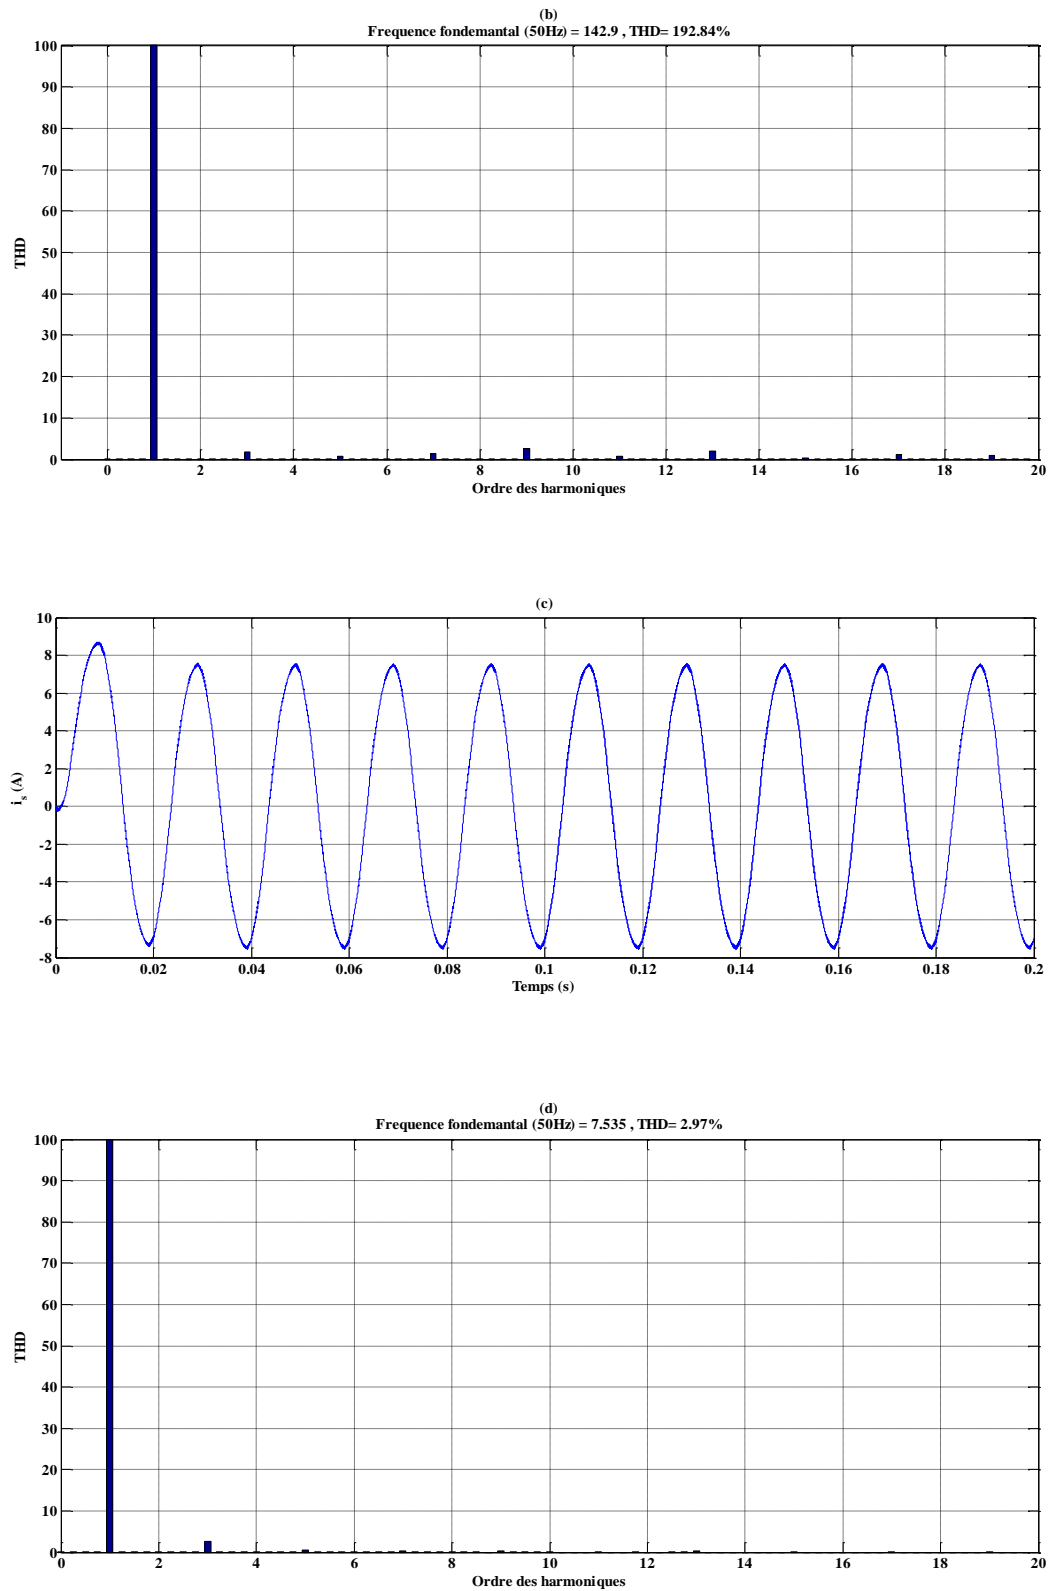 (b)
Frequence fondemantal (50Hz) = 142.9 , THD= 192.84%
100
90
80
70
60
50
40
30
20
10
0
THD
0 2 4 6 8 10 12 14 16 18 20
Ordre des harmoniques
(c)
10
8
6
4
2
0
-2
-4
-6
-8
i_s (A)
0 0.02 0.04 0.06 0.08 0.1 0.12 0.14 0.16 0.18 0.2
Temps (s)
(d)
Frequence fondemantal (50Hz) = 7.535 , THD= 2.97%
100
90
80
70
60
50
40
30
20
10
0
THD
0 2 4 6 8 10 12 14 16 18 20
Ordre des harmoniques